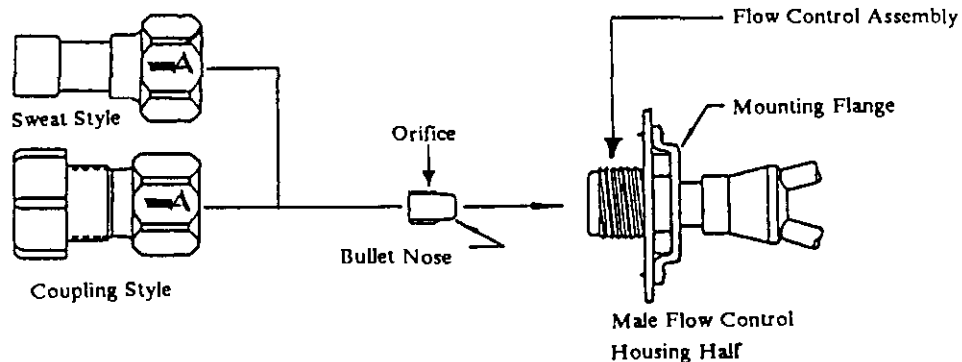 Flow Control Assembly
Mounting Flange
Sweat Style
Orifice
Bullet Nose
Coupling Style
Male Flow Control
Housing Half